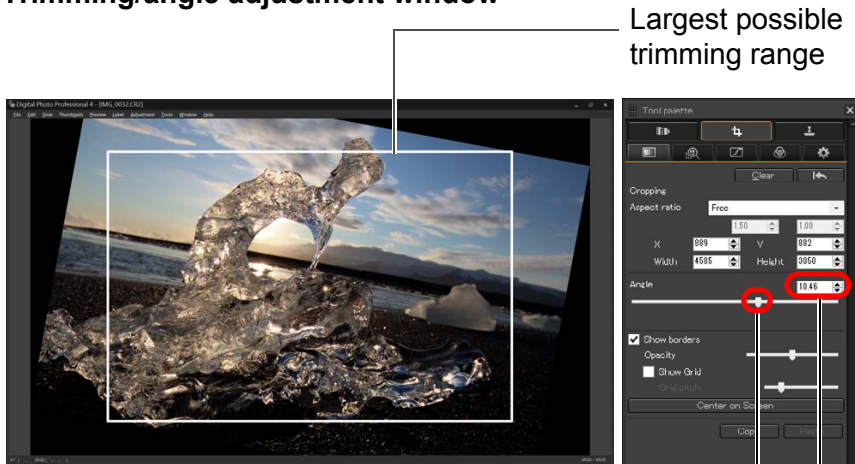 Trimming/angle adjustment window
Largest possible
trimming range
Digital Photo Professional 4 - [IMG_0032.CR2]
File Edit View Thumbnails Preview Label Adjustment Tools Window Help
Tool palette
Clear
Cropping
Aspect ratio Free
1.50 1.00
X 889 Y 882
Width 4585 Height 3050
Angle 10.46
Show borders
Opacity
Show Grid
Grid pitch
Center on Screen
Copy Paste